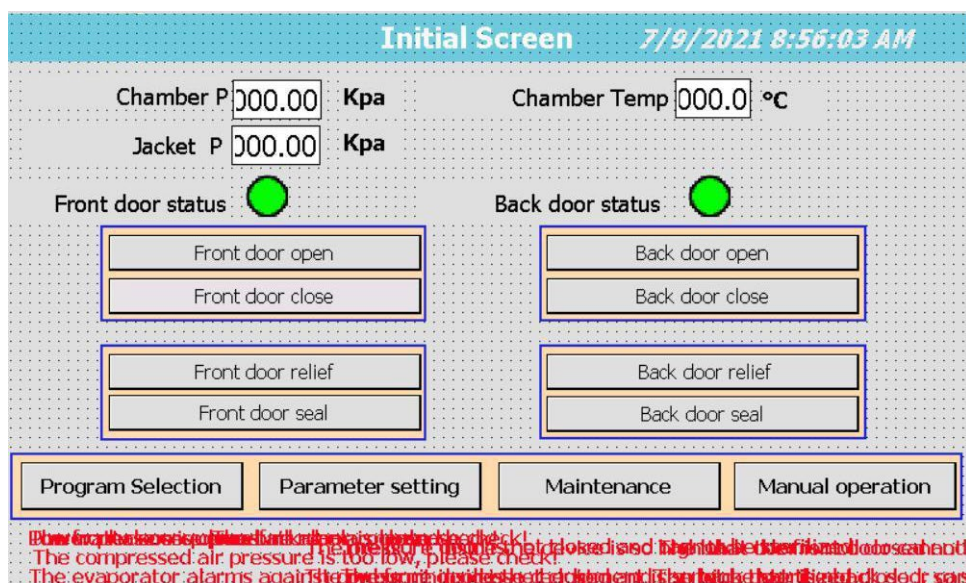 Initial Screen 7/9/2021 8:56:03 AM
Chamber P 000.00 Kpa Chamber Temp 000.0 °C
Jacket P 000.00 Kpa
Front door status Back door status
Front door open Back door open
Front door close Back door close
Front door relief Back door relief
Front door seal Back door seal
Program Selection Parameter setting Maintenance Manual operation
The compressed air pressure is too low, please check!
The evaporator alarms